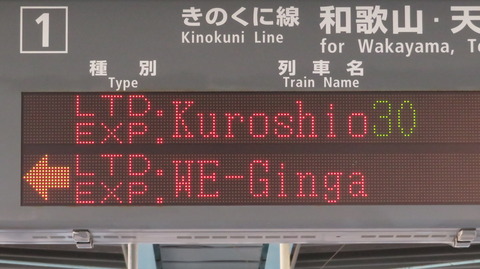 1 きのくに線 和歌山・天
Kinokuni Line for Wakayama, T
種別 列車名
Type Train Name
LTD. EXP. Kuroshio 30
LTD. EXP. WE-Ginga